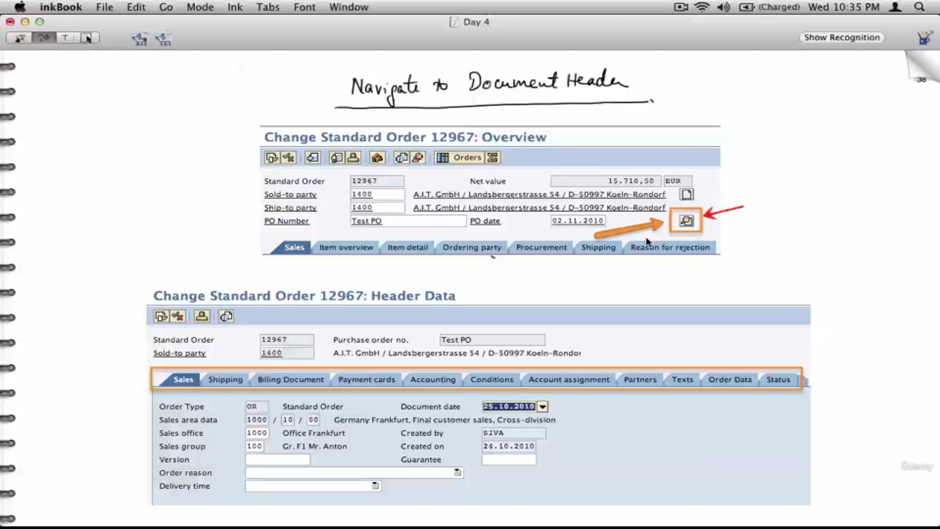 inkBook File Edit Go Mode Ink Tabs Font Window (Charged) Wed 10:35 PM
Day 4
T Show Recognition
38
Navigate to Document Header
Change Standard Order 12967: Overview
Orders
Standard Order 12967 Net value 15.710,50 EUR
Sold-to party 1400 A.I.T. GmbH / Landsbergerstrasse 54 / D-50997 Koeln-Rondorf
Ship-to party 1400 A.I.T. GmbH / Landsbergerstrasse 54 / D-50997 Koeln-Rondorf
PO Number Test PO PO date 02.11.2010
Sales Item overview Item detail Ordering party Procurement Shipping Reason for rejection
Change Standard Order 12967: Header Data
Standard Order 12967 Purchase order no. Test PO
Sold-to party 1400 A.I.T. GmbH / Landsbergerstrasse 54 / D-50997 Koeln-Rondor
Sales Shipping Billing Document Payment cards Accounting Conditions Account assignment Partners Texts Order Data Status
Order Type OR Standard Order Document date 25.10.2010
Sales area data 1000 / 10 / 00 Germany Frankfurt, Final customer sales, Cross-division
Sales office 1000 Office Frankfurt Created by SIVA
Sales group 100 Gr. F1 Mr. Anton Created on 24.10.2010
Version Guarantee
Order reason
Delivery time
Udemy